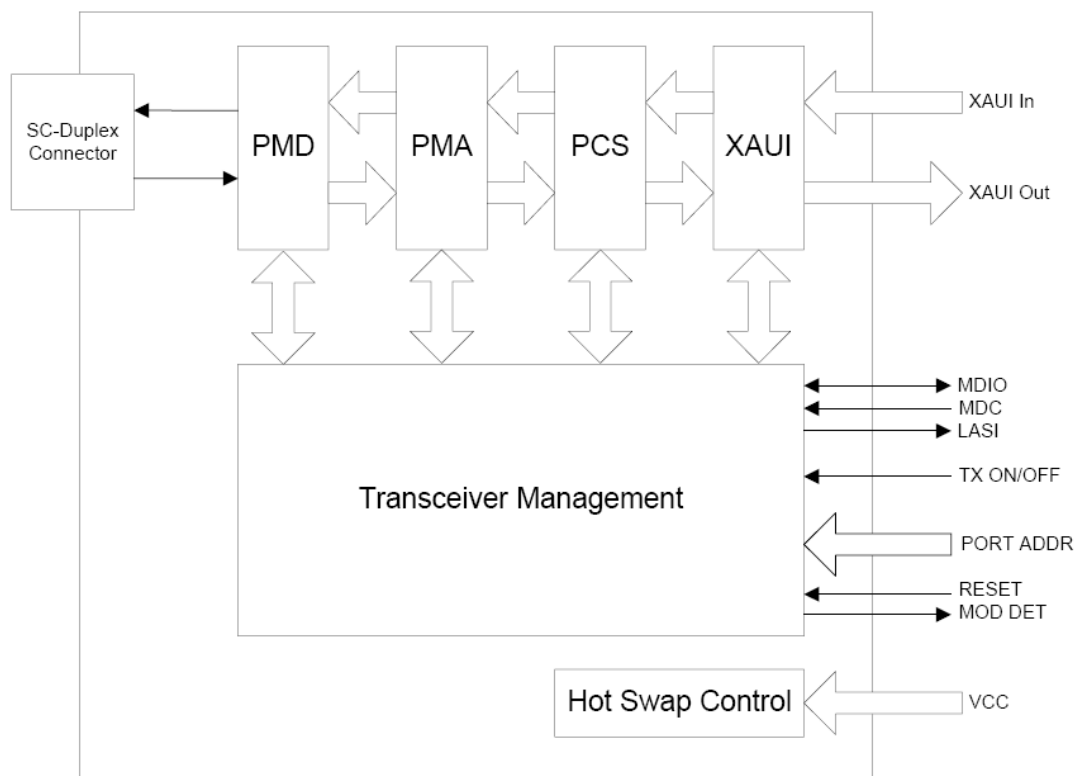 SC-Duplex
Connector
PMD
PMA
PCS
XAUI
XAUI In
XAUI Out
Transceiver Management
MDIO
MDC
LASI
TX ON/OFF
PORT ADDR
RESET
MOD DET
Hot Swap Control
VCC